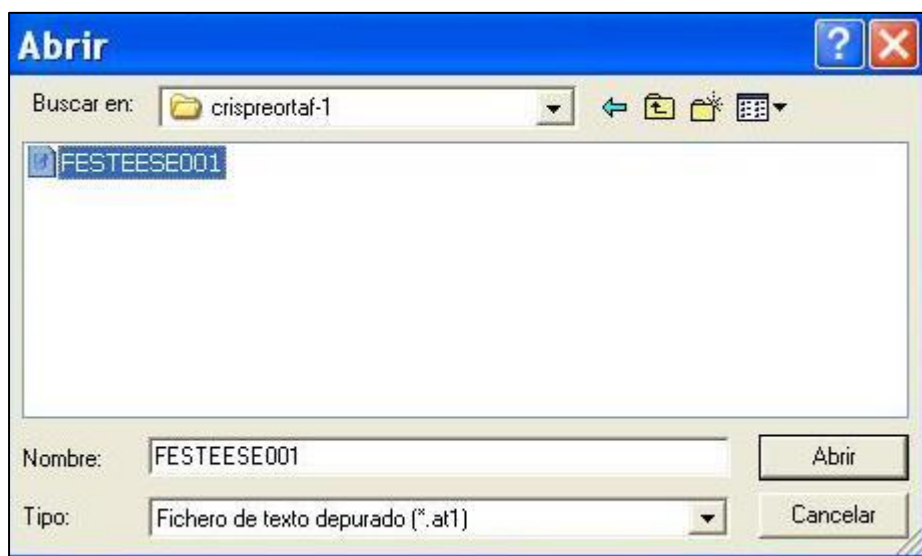 Abrir
Buscar en: crispreortaf-1
FESTEESE001
Nombre: FESTEESE001 Abrir
Tipo: Fichero de texto depurado (*.at1) Cancelar